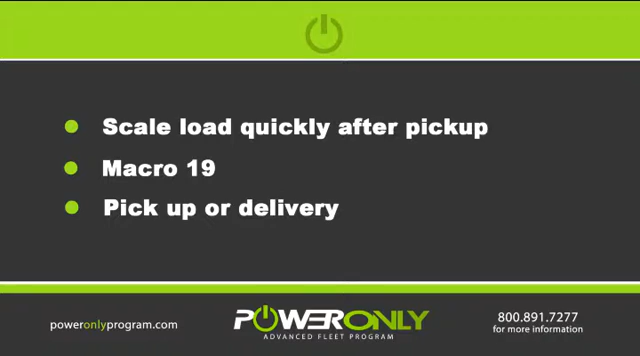 Scale load quickly after pickup
Macro 19
Pick up or delivery
poweronlyprogram.com
POWERONLY
ADVANCED FLEET PROGRAM
800.891.7277
for more information